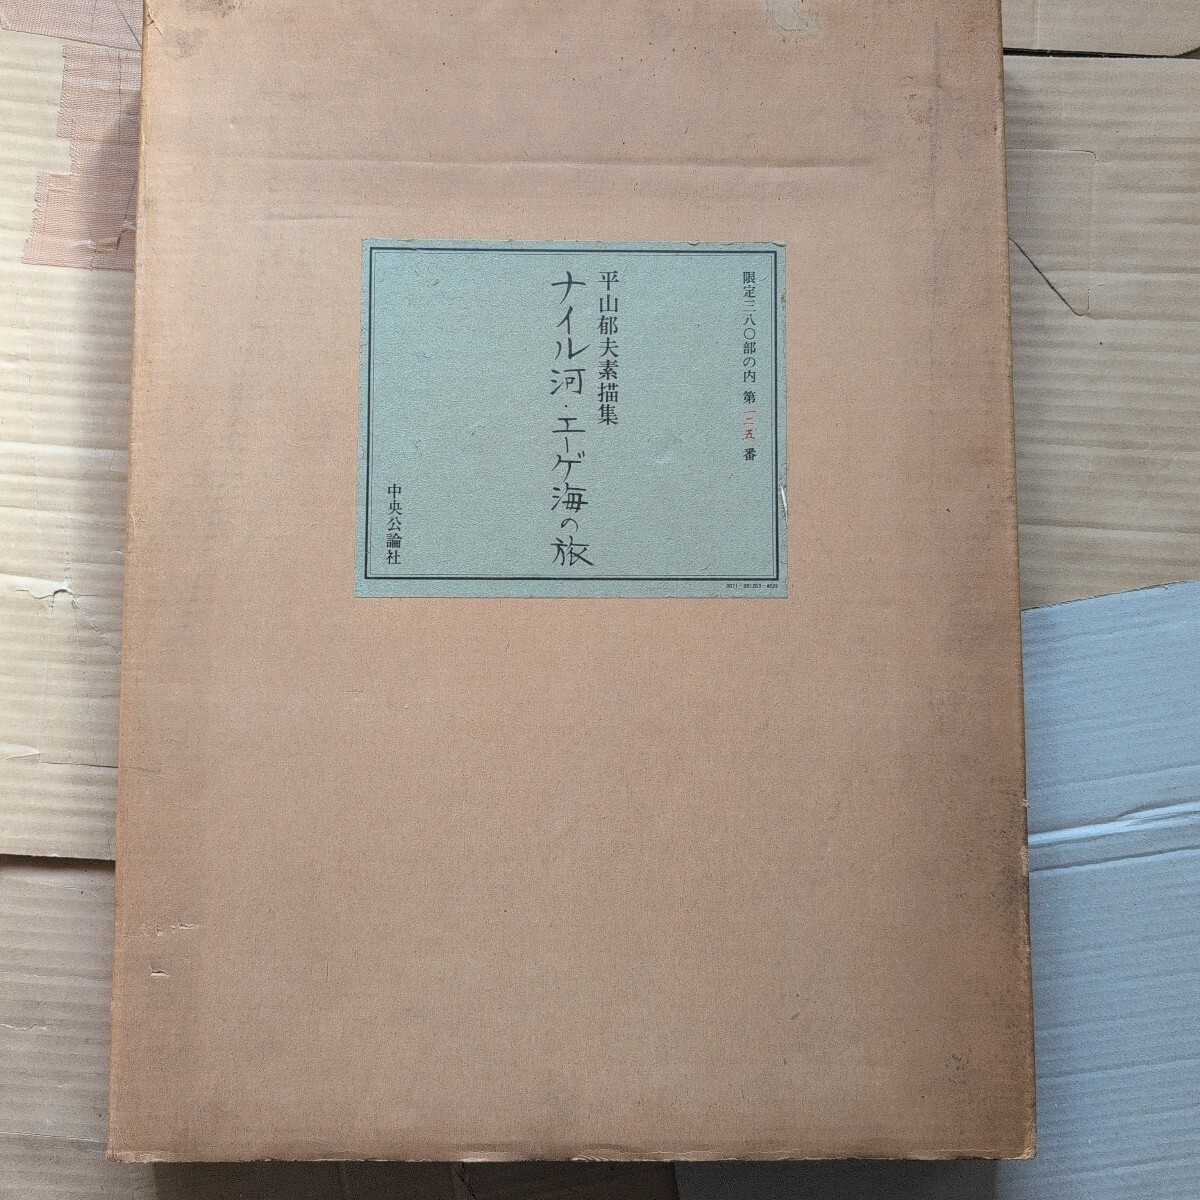 限定三八〇部の内 第一二五番
平山郁夫素描集
ナイル河・エーゲ海の旅
中央公論社